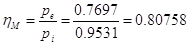 η_M = p_e / p_i = 0.7697 / 0.9531 = 0.80758